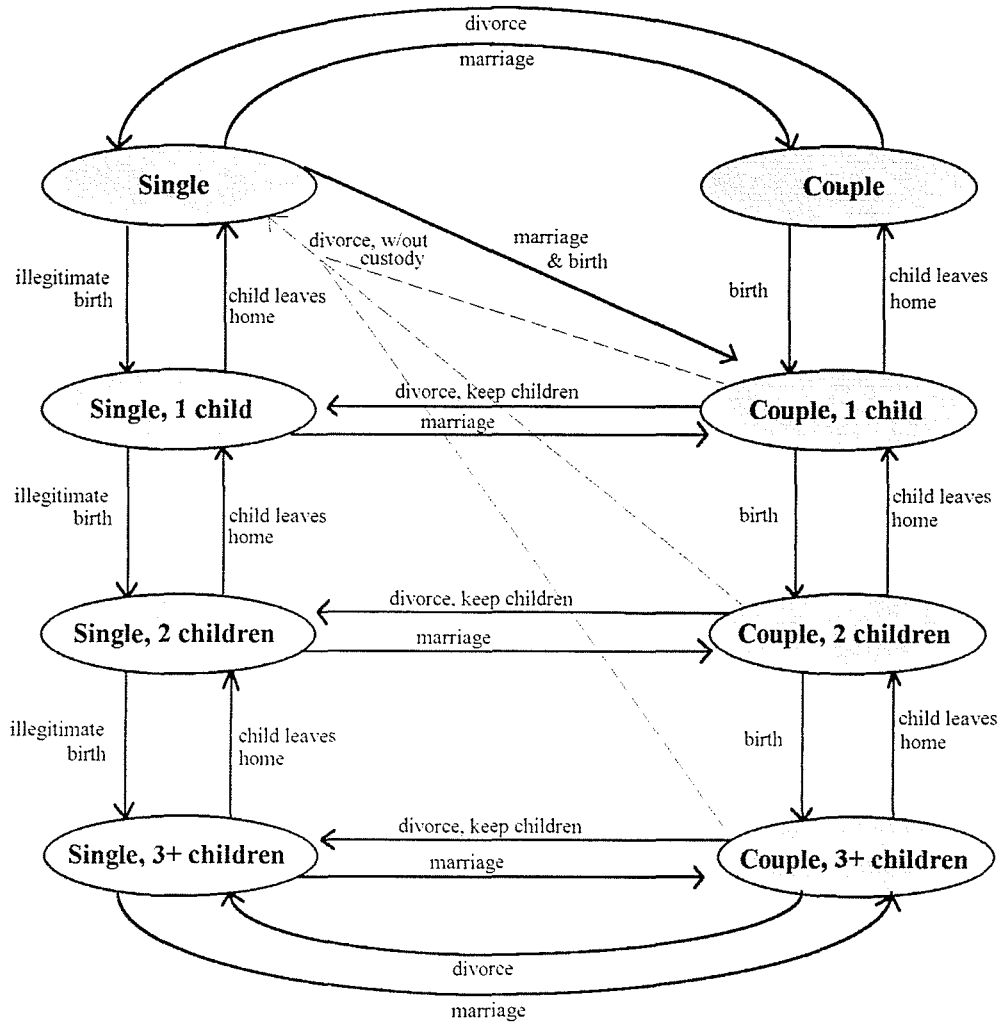 divorce
marriage
Single
Couple
divorce, w/out
custody
marriage
& birth
illegitimate
birth
child leaves
home
birth
child leaves
home
Single, 1 child
divorce, keep children
marriage
Couple, 1 child
illegitimate
birth
child leaves
home
birth
child leaves
home
Single, 2 children
divorce, keep children
marriage
Couple, 2 children
illegitimate
birth
child leaves
home
birth
child leaves
home
Single, 3+ children
divorce, keep children
marriage
Couple, 3+ children
divorce
marriage